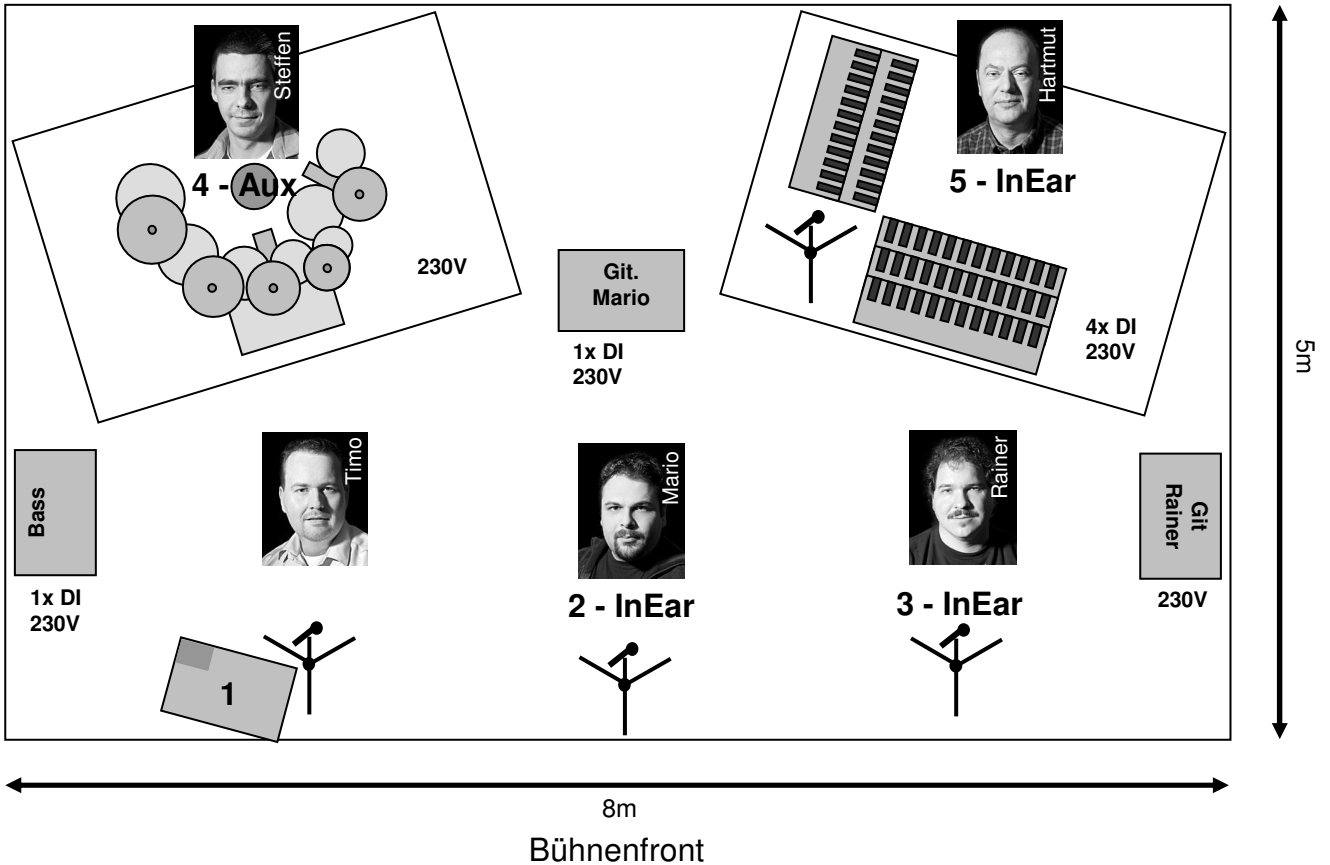 Steffen
4 - Aux
230V
Hartmut
5 - InEar
4x DI
230V
Git.
Mario
1x DI
230V
5m
Bass
1x DI
230V
Timo
1
Mario
2 - InEar
Rainer
3 - InEar
Git
Rainer
230V
8m
Bühnenfront